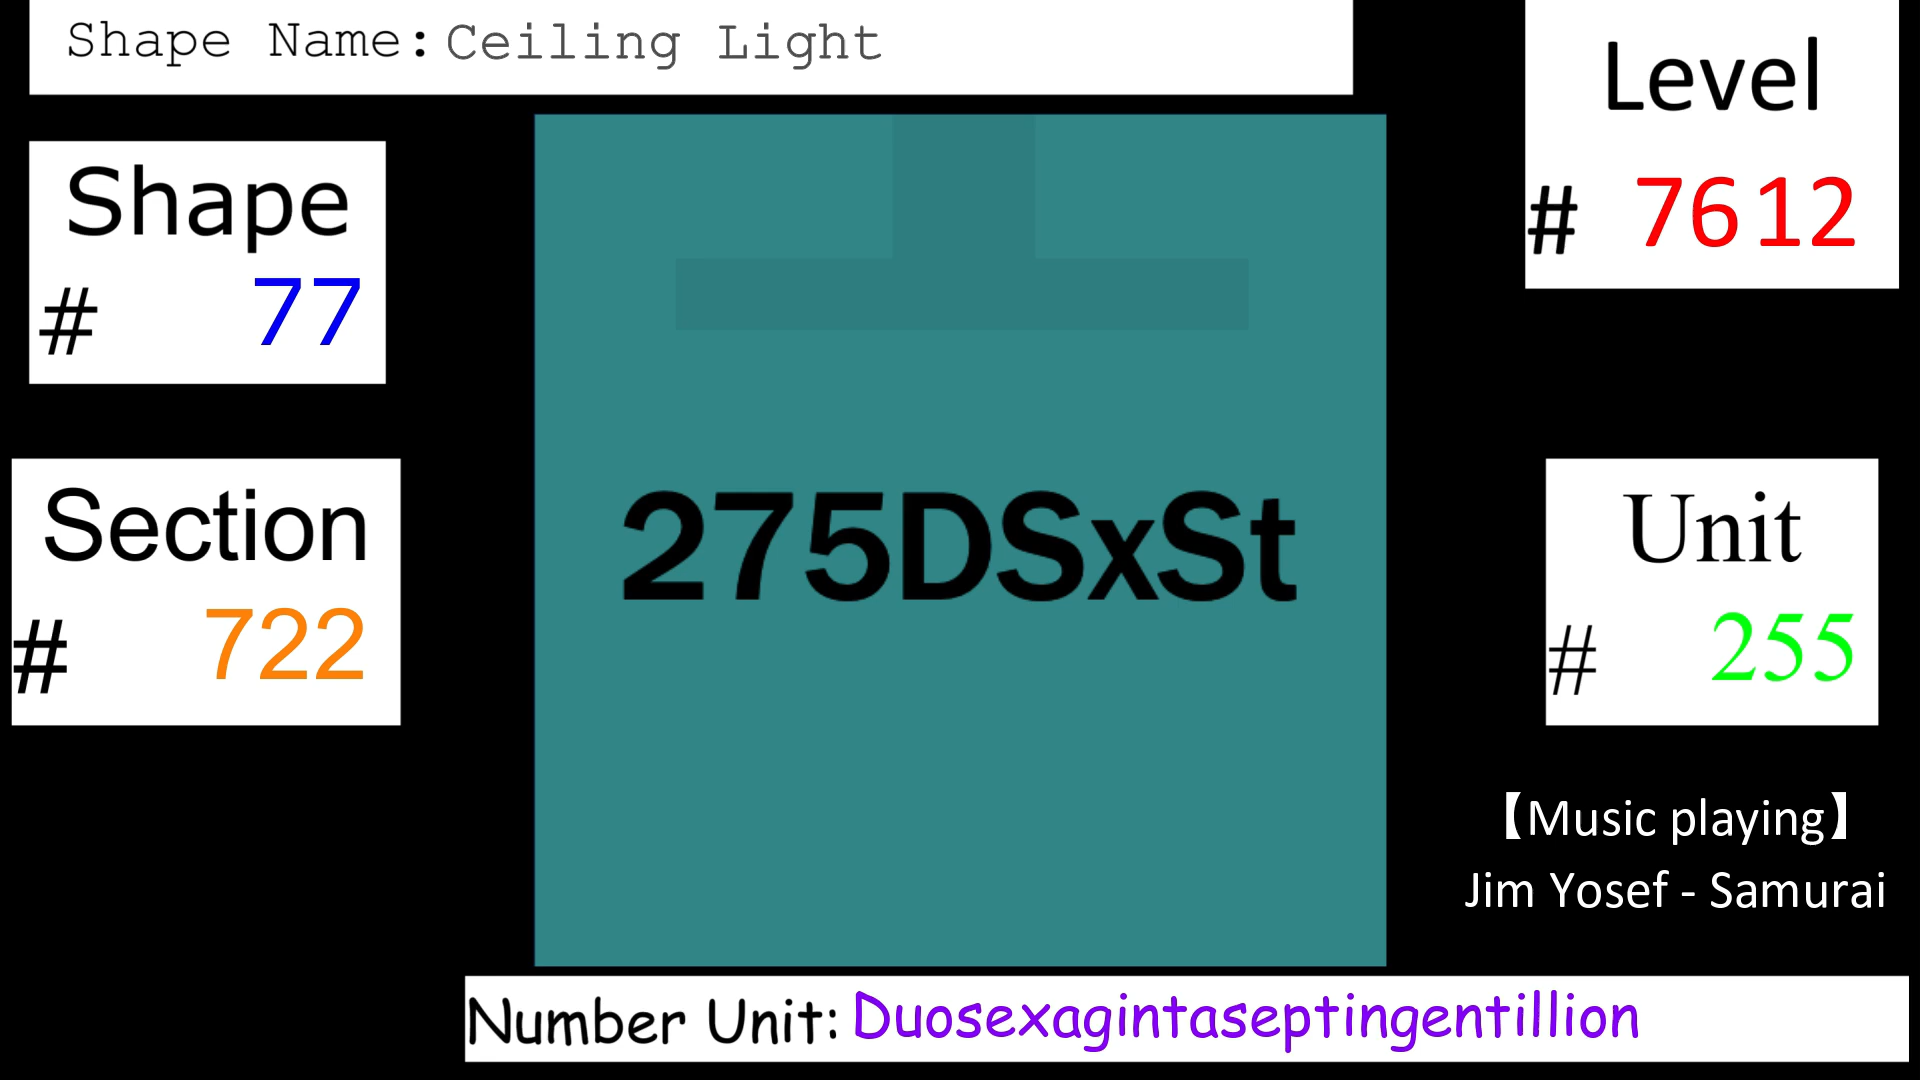 Shape Name: Ceiling Light
Level
# 7612
Shape
# 77
Section
# 722
275DSxSt
Unit
# 255
【Music playing】
Jim Yosef - Samurai
Number Unit: Duosexagintaseptingentillion